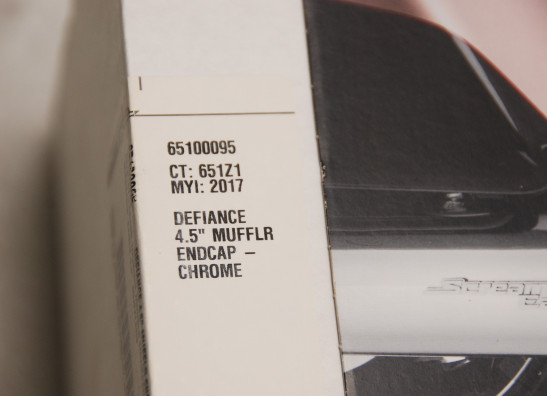 65100095
CT: 651Z1
MYI: 2017
DEFIANCE
4.5" MUFFLR
ENDCAP –
CHROME